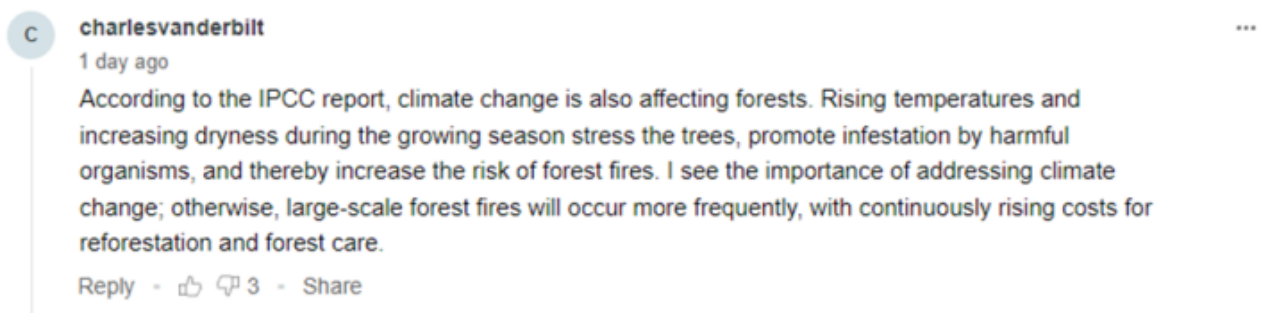 C
charlesvanderbilt
...
1 day ago
According to the IPCC report, climate change is also affecting forests. Rising temperatures and
increasing dryness during the growing season stress the trees, promote infestation by harmful
organisms, and thereby increase the risk of forest fires. I see the importance of addressing climate
change; otherwise, large-scale forest fires will occur more frequently, with continuously rising costs for
reforestation and forest care.
Reply 3 Share